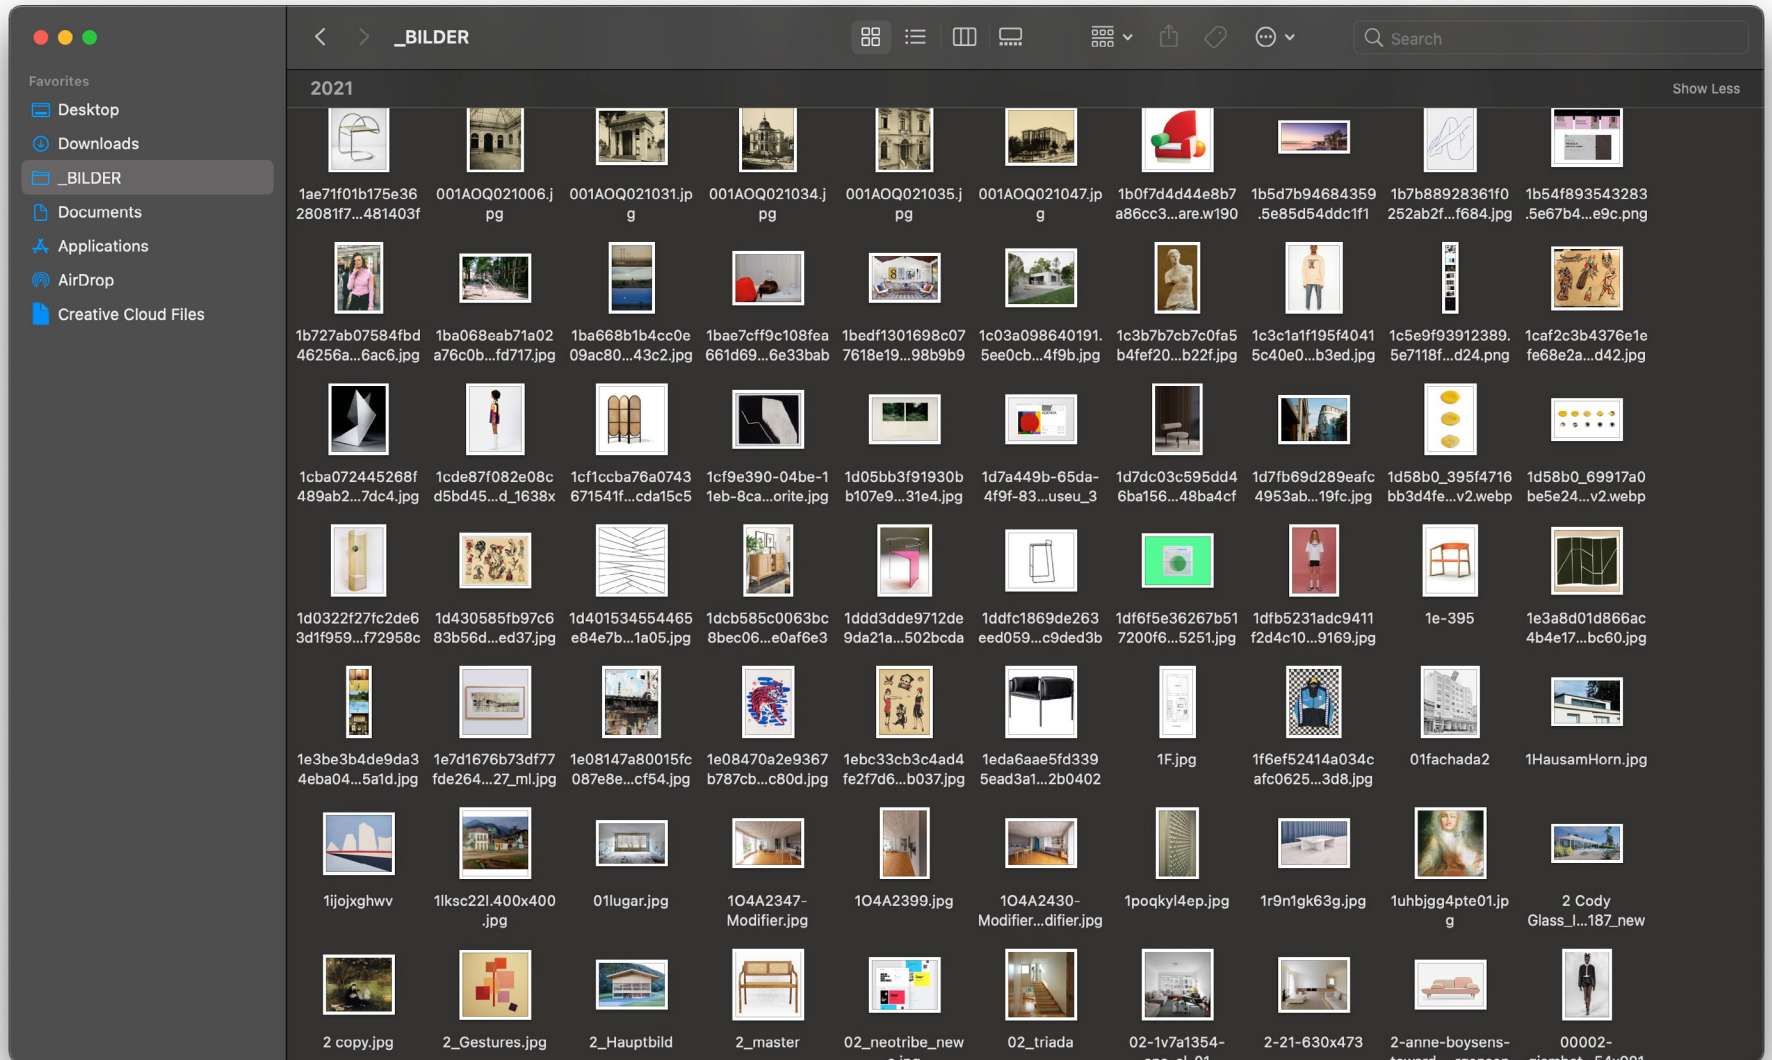 _BILDER
Search
Favorites
Desktop
Downloads
_BILDER
Documents
Applications
AirDrop
Creative Cloud Files
2021
Show Less
1ae71f01b175e36 001AOQ021006.j 001AOQ021031.jp 001AOQ021034.j 001AOQ021035.j 001AOQ021047.jp 1b0f7d4d44e8b7 1b5d7b94684359 1b7b88928361f0 1b54f893543283
28081f7...481403f pg g pg pg g a86cc3...are.w190 .5e85d54ddc1f1 252ab2f...f684.jpg .5e67b4...e9c.png
1b727ab07584fbd 1ba068eab71a02 1ba668b1b4cc0e 1bae7cff9c108fea 1bedf1301698c07 1c03a098640191. 1c3b7b7cb7c0fa5 1c3c1a1f195f4041 1c5e9f93912389. 1caf2c3b4376e1e
46256a...6ac6.jpg a76c0b...fd717.jpg 09ac80...43c2.jpg 661d69...6e33bab 7618e19...98b9b9 5ee0cb...4f9b.jpg b4fef20...b22f.jpg 5c40e0...b3ed.jpg 5e7118f...d24.png fe68e2a...d42.jpg
1cba072445268f 1cde87f082e08c 1cf1ccba76a0743 1cf9e390-04be-1 1d05bb3f91930b 1d7a449b-65da- 1d7dc03c595dd4 1d7fb69d289eafc 1d58b0_395f4716 1d58b0_69917a0
489ab2...7dc4.jpg d5bd45...d_1638x 671541f...cda15c5 1eb-8ca...orite.jpg b107e9...31e4.jpg 4f9f-83...useu_3 6ba156...48ba4cf 4953ab...19fc.jpg bb3d4fe...v2.webp be5e24...v2.webp
1d0322f27fc2de6 1d430585fb97c6 1d401534554465 1dcb585c0063bc 1ddd3dde9712de 1ddfc1869de263 1df6f5e36267b51 1dfb5231adc9411 1e-395 1e3a8d01d866ac
3d1f959...f72958c 83b56d...ed37.jpg e84e7b...1a05.jpg 8bec06...e0af6e3 9da21a...502bcda eed059...c9ded3b 7200f6...5251.jpg f2d4c10...9169.jpg 4b4e17...bc60.jpg
1e3be3b4de9da3 1e7d1676b73df77 1e08147a80015fc 1e08470a2e9367 1ebc33cb3c4ad4 1eda6aae5fd339 1F.jpg 1f6ef52414a034c 01fachada2 1HausamHorn.jpg
4eba04...5a1d.jpg fde264...27_ml.jpg 087e8e...cf54.jpg b787cb...c80d.jpg fe2f7d6...b037.jpg 5ead3a1...2b0402 afc0625...3d8.jpg
1ijojxghwv 1lksc22l.400x400 01lugar.jpg 1O4A2347- 1O4A2399.jpg 1O4A2430- 1poqkyl4ep.jpg 1r9n1gk63g.jpg 1uhbjgg4pte01.jp 2 Cody
.jpg Modifier.jpg Modifier...difier.jpg g Glass_I...187_new
2 copy.jpg 2_Gestures.jpg 2_Hauptbild 2_master 02_neotribe_new 02_triada 02-1v7a1354- 2-21-630x473 2-anne-boysens- 00002-